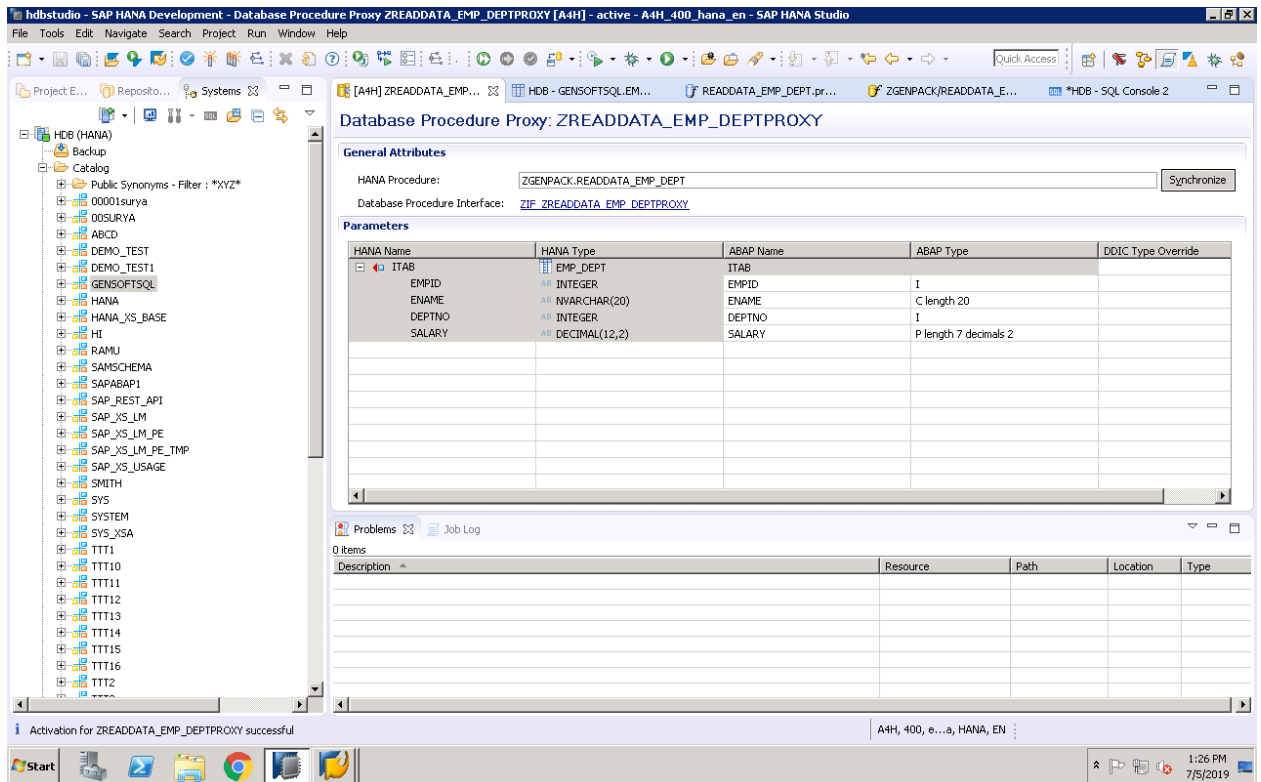 hdbstudio - SAP HANA Development - Database Procedure Proxy ZREADDATA_EMP_DEPTPROXY [A4H] - active - A4H_400_hana_en - SAP HANA Studio
File Tools Edit Navigate Search Project Run Window Help
Quick Access
Project E... Reposito... Systems
[A4H] ZREADDATA_EMP... HDB - GENSOFTSQL.EM... READDATA_EMP_DEPT.pr... ZGENPACK/READDATA_E... *HDB - SQL Console 2
HDB (HANA)
Backup
Catalog
Public Synonyms - Filter : *XYZ*
00001surya
00SURYA
ABCD
DEMO_TEST
DEMO_TEST1
GENSOFTSQL
HANA
HANA_XS_BASE
HI
RAMU
SAMSCHEMA
SAPABAP1
SAP_REST_API
SAP_XS_LM
SAP_XS_LM_PE
SAP_XS_LM_PE_TMP
SAP_XS_USAGE
SMITH
SYS
SYSTEM
SYS_XSA
TTT1
TTT10
TTT11
TTT12
TTT13
TTT14
TTT15
TTT16
TTT2
Database Procedure Proxy: ZREADDATA_EMP_DEPTPROXY
General Attributes
HANA Procedure: ZGENPACK.READDATA_EMP_DEPT Synchronize
Database Procedure Interface: ZIF_ZREADDATA_EMP_DEPTPROXY
Parameters
HANA Name HANA Type ABAP Name ABAP Type DDIC Type Override
ITAB EMP_DEPT ITAB
EMPID INTEGER EMPID I
ENAME NVARCHAR(20) ENAME C length 20
DEPTNO INTEGER DEPTNO I
SALARY DECIMAL(12,2) SALARY P length 7 decimals 2
Problems Job Log
0 items
Description Resource Path Location Type
Activation for ZREADDATA_EMP_DEPTPROXY successful
A4H, 400, e...a, HANA, EN
Start
1:26 PM
7/5/2019